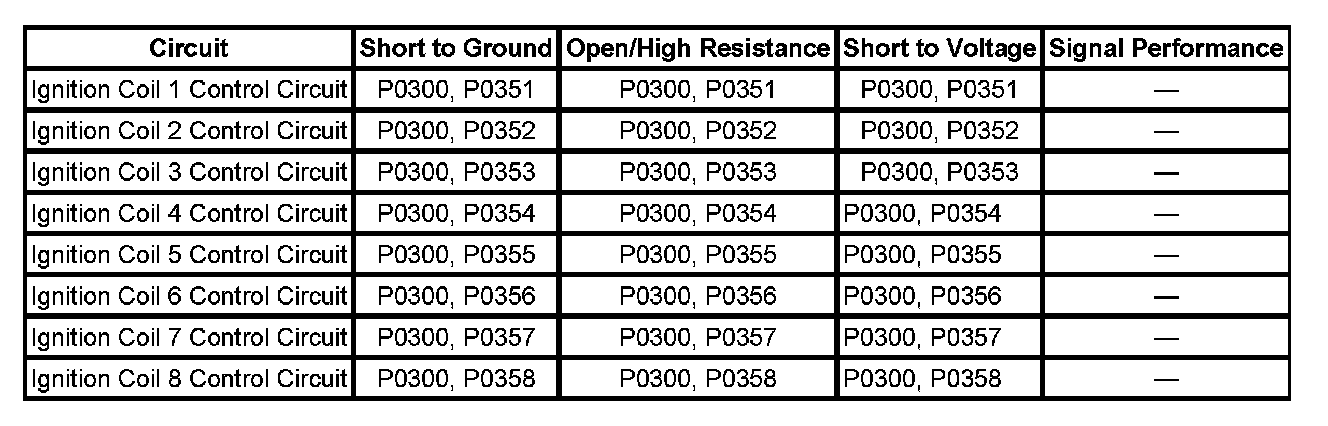 Circuit Short to Ground Open/High Resistance Short to Voltage Signal Performance
Ignition Coil 1 Control Circuit P0300, P0351 P0300, P0351 P0300, P0351 —
Ignition Coil 2 Control Circuit P0300, P0352 P0300, P0352 P0300, P0352 —
Ignition Coil 3 Control Circuit P0300, P0353 P0300, P0353 P0300, P0353 —
Ignition Coil 4 Control Circuit P0300, P0354 P0300, P0354 P0300, P0354 —
Ignition Coil 5 Control Circuit P0300, P0355 P0300, P0355 P0300, P0355 —
Ignition Coil 6 Control Circuit P0300, P0356 P0300, P0356 P0300, P0356 —
Ignition Coil 7 Control Circuit P0300, P0357 P0300, P0357 P0300, P0357 —
Ignition Coil 8 Control Circuit P0300, P0358 P0300, P0358 P0300, P0358 —